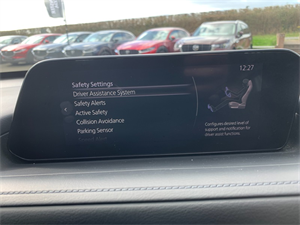 12:27
Safety Settings
Driver Assistance System
Safety Alerts
Active Safety
Collision Avoidance
Parking Sensor
Configures desired level of
support and notification for
driver assist functions.